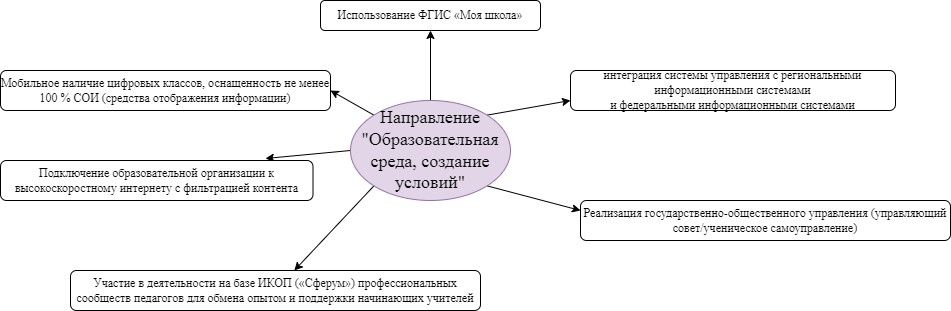 Использование ФГИС «Моя школа»
Мобильное наличие цифровых классов, оснащенность не менее
100 % СОИ (средства отображения информации)
интеграция системы управления с региональными
информационными системами
и федеральными информационными системами
Направление
"Образовательная
среда, создание
условий"
Подключение образовательной организации к
высокоскоростному интернету с фильтрацией контента
Реализация государственно-общественного управления (управляющий
совет/ученическое самоуправление)
Участие в деятельности на базе ИКОП («Сферум») профессиональных
сообществ педагогов для обмена опытом и поддержки начинающих учителей